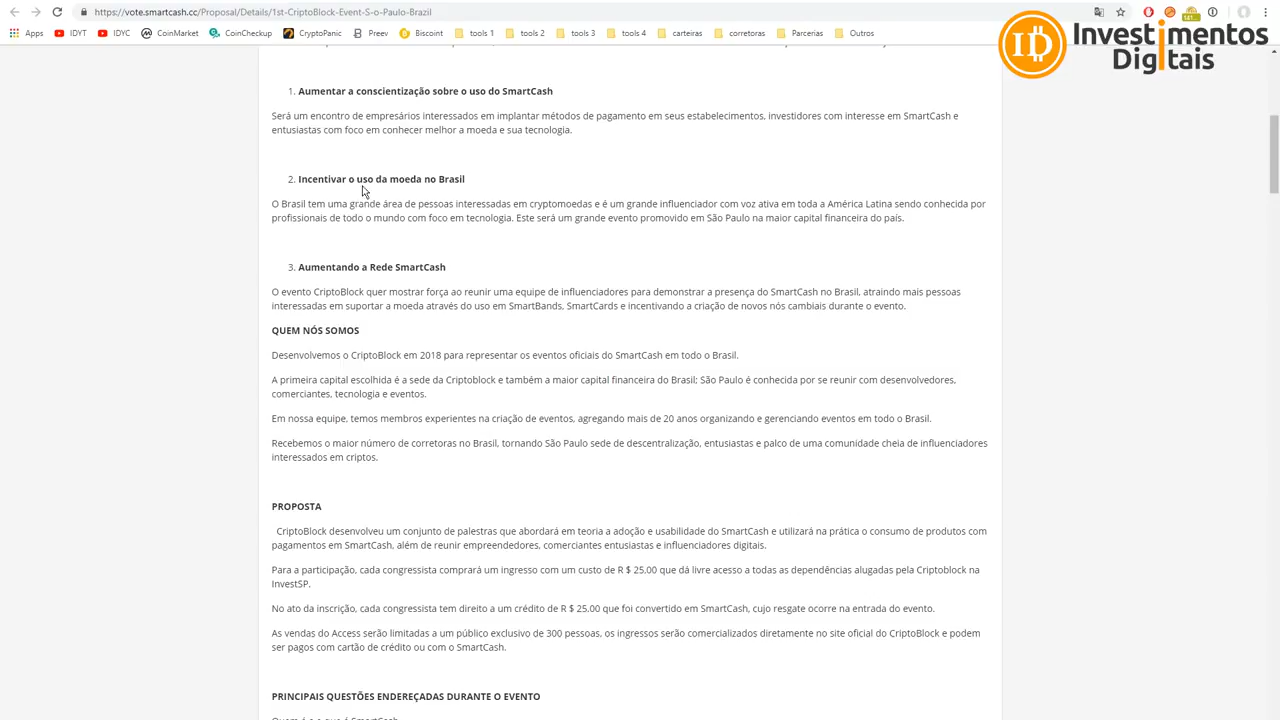 https://vote.smartcash.cc/Proposal/Details/1st-CriptoBlock-Event-S-o-Paulo-Brazil
Apps IDYT IDYC CoinMarket CoinCheckup CryptoPanic Preev Biscoint tools 1 tools 2 tools 3 tools 4 carteiras corretoras Parcerias Outros
ID Investimentos
Digitais
1. Aumentar a conscientização sobre o uso do SmartCash
Será um encontro de empresários interessados em implantar métodos de pagamento em seus estabelecimentos, investidores com interesse em SmartCash e
entusiastas com foco em conhecer melhor a moeda e sua tecnologia.
2. Incentivar o uso da moeda no Brasil
O Brasil tem uma grande área de pessoas interessadas em cryptomoedas e é um grande influenciador com voz ativa em toda a América Latina sendo conhecida por
profissionais de todo o mundo com foco em tecnologia. Este será um grande evento promovido em São Paulo na maior capital financeira do país.
3. Aumentando a Rede SmartCash
O evento CriptoBlock quer mostrar força ao reunir uma equipe de influenciadores para demonstrar a presença do SmartCash no Brasil, atraindo mais pessoas
interessadas em suportar a moeda através do uso em SmartBands, SmartCards e incentivando a criação de novos nós cambiais durante o evento.
QUEM NÓS SOMOS
Desenvolvemos o CriptoBlock em 2018 para representar os eventos oficiais do SmartCash em todo o Brasil.
A primeira capital escolhida é a sede da Criptoblock e também a maior capital financeira do Brasil; São Paulo é conhecida por se reunir com desenvolvedores,
comerciantes, tecnologia e eventos.
Em nossa equipe, temos membros experientes na criação de eventos, agregando mais de 20 anos organizando e gerenciando eventos em todo o Brasil.
Recebemos o maior número de corretoras no Brasil, tornando São Paulo sede de descentralização, entusiastas e palco de uma comunidade cheia de influenciadores
interessados em criptos.
PROPOSTA
CriptoBlock desenvolveu um conjunto de palestras que abordará em teoria a adoção e usabilidade do SmartCash e utilizará na prática o consumo de produtos com
pagamentos em SmartCash, além de reunir empreendedores, comerciantes entusiastas e influenciadores digitais.
Para a participação, cada congressista comprará um ingresso com um custo de R $ 25,00 que dá livre acesso a todas as dependências alugadas pela Criptoblock na
InvestSP.
No ato da inscrição, cada congressista tem direito a um crédito de R $ 25,00 que foi convertido em SmartCash, cujo resgate ocorre na entrada do evento.
As vendas do Access serão limitadas a um público exclusivo de 300 pessoas, os ingressos serão comercializados diretamente no site oficial do CriptoBlock e podem
ser pagos com cartão de crédito ou com o SmartCash.
PRINCIPAIS QUESTÕES ENDEREÇADAS DURANTE O EVENTO